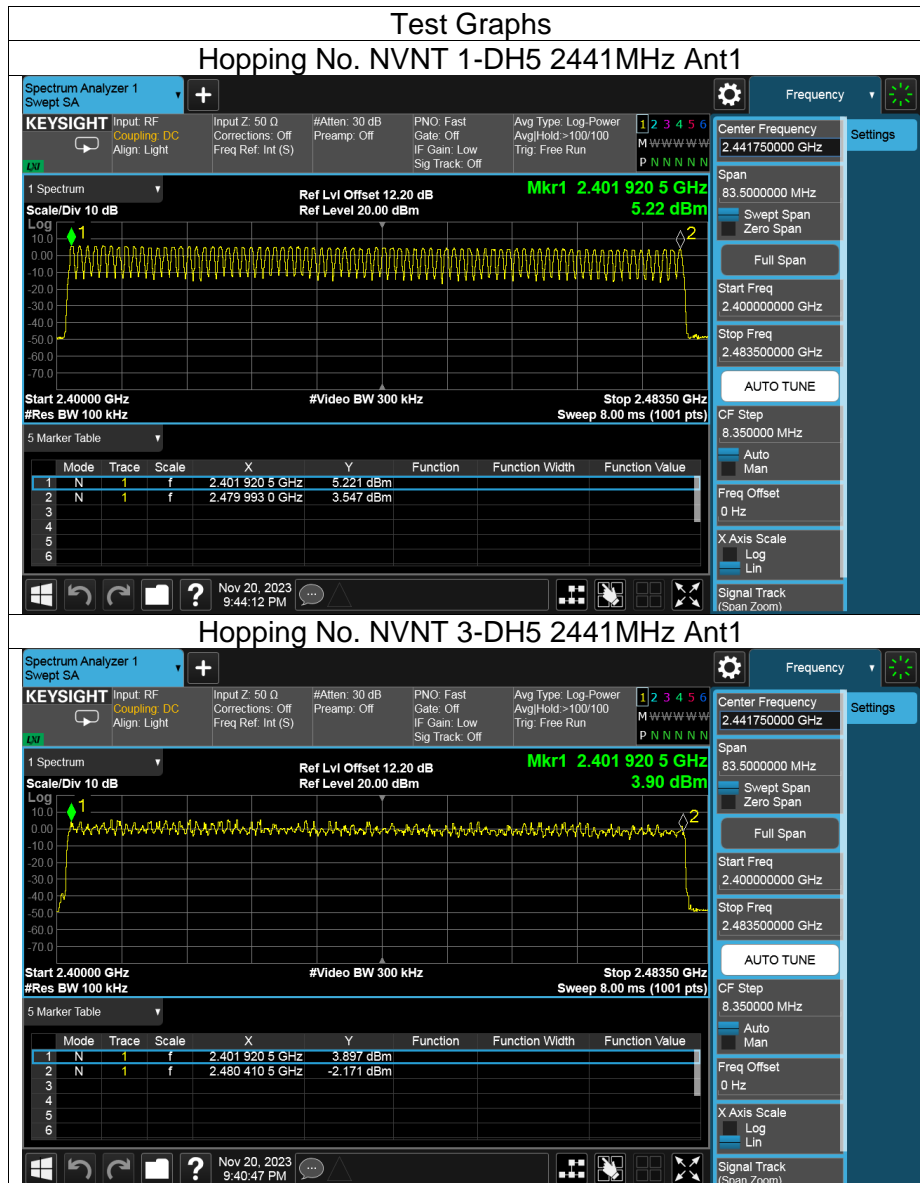 Test Graphs
Hopping No. NVNT 1-DH5 2441MHz Ant1
Spectrum Analyzer 1
Swept SA
+
Frequency
KEYSIGHT Input: RF Input Z: 50 Ω #Atten: 30 dB PNO: Fast Avg Type: Log-Power 1 2 3 4 5 6
Coupling: DC Corrections: Off Preamp: Off Gate: Off Avg|Hold:>100/100 M W W W W W
Align: Light Freq Ref: Int (S) IF Gain: Low Trig: Free Run
Sig Track: Off P N N N N N
LXI
Center Frequency
2.441750000 GHz
Settings
Span
83.5000000 MHz
Swept Span
Zero Span
Full Span
Start Freq
2.400000000 GHz
Stop Freq
2.483500000 GHz
AUTO TUNE
CF Step
8.350000 MHz
Auto
Man
Freq Offset
0 Hz
X Axis Scale
Log
Lin
Signal Track
(Span Zoom)
1 Spectrum
Ref Lvl Offset 12.20 dB Mkr1 2.401 920 5 GHz
Scale/Div 10 dB Ref Level 20.00 dBm 5.22 dBm
Log
1
2
10.0
0.00
-10.0
-20.0
-30.0
-40.0
-50.0
-60.0
-70.0
Start 2.40000 GHz #Video BW 300 kHz Stop 2.48350 GHz
#Res BW 100 kHz Sweep 8.00 ms (1001 pts)
5 Marker Table
Mode Trace Scale X Y Function Function Width Function Value
1 N 1 f 2.401 920 5 GHz 5.221 dBm
2 N 1 f 2.479 993 0 GHz 3.547 dBm
3
4
5
6
? Nov 20, 2023
9:44:12 PM
Hopping No. NVNT 3-DH5 2441MHz Ant1
Spectrum Analyzer 1
Swept SA
+
Frequency
KEYSIGHT Input: RF Input Z: 50 Ω #Atten: 30 dB PNO: Fast Avg Type: Log-Power 1 2 3 4 5 6
Coupling: DC Corrections: Off Preamp: Off Gate: Off Avg|Hold:>100/100 M W W W W W
Align: Light Freq Ref: Int (S) IF Gain: Low Trig: Free Run
Sig Track: Off P N N N N N
LXI
Center Frequency
2.441750000 GHz
Settings
Span
83.5000000 MHz
Swept Span
Zero Span
Full Span
Start Freq
2.400000000 GHz
Stop Freq
2.483500000 GHz
AUTO TUNE
CF Step
8.350000 MHz
Auto
Man
Freq Offset
0 Hz
X Axis Scale
Log
Lin
Signal Track
(Span Zoom)
1 Spectrum
Ref Lvl Offset 12.20 dB Mkr1 2.401 920 5 GHz
Scale/Div 10 dB Ref Level 20.00 dBm 3.90 dBm
Log
1
2
10.0
0.00
-10.0
-20.0
-30.0
-40.0
-50.0
-60.0
-70.0
Start 2.40000 GHz #Video BW 300 kHz Stop 2.48350 GHz
#Res BW 100 kHz Sweep 8.00 ms (1001 pts)
5 Marker Table
Mode Trace Scale X Y Function Function Width Function Value
1 N 1 f 2.401 920 5 GHz 3.897 dBm
2 N 1 f 2.480 410 5 GHz -2.171 dBm
3
4
5
6
? Nov 20, 2023
9:40:47 PM